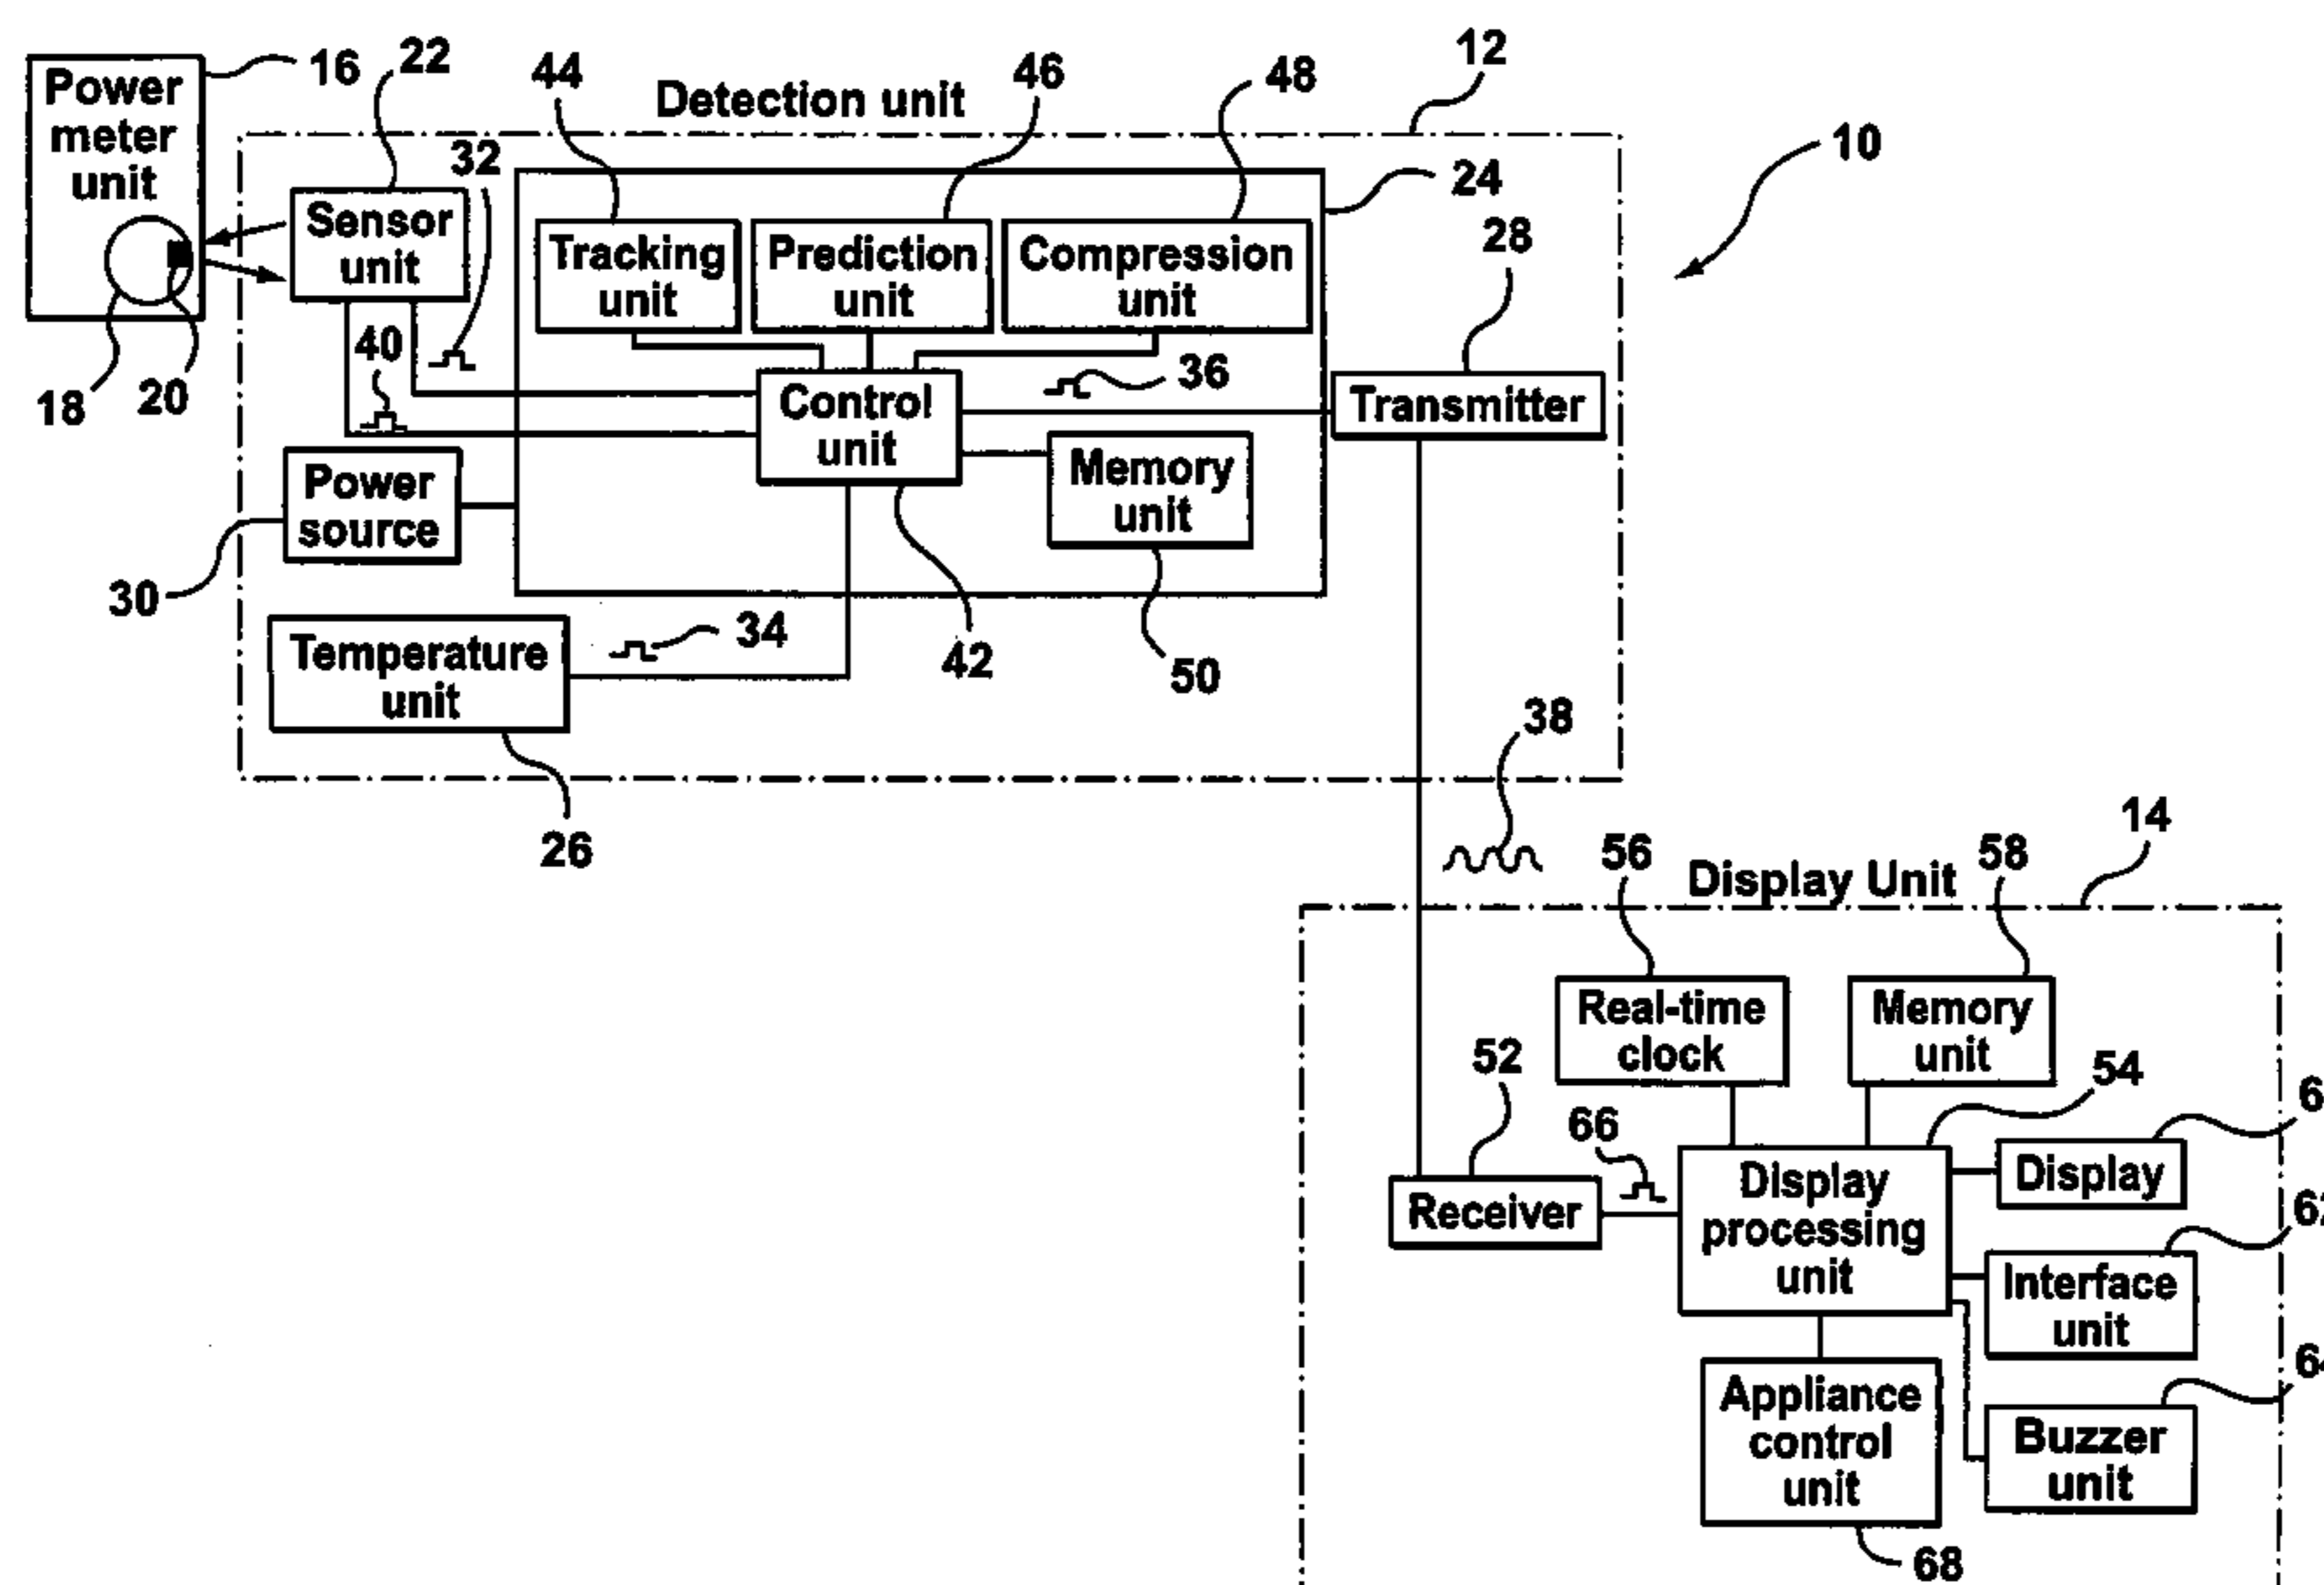 Power
meter
unit
16
22
44
Detection unit
46
48
12
10
32
24
28
Sensor
unit
Tracking
unit
Prediction
unit
Compression
unit
18
20
40
36
Control
unit
Transmitter
Power
source
Memory
unit
30
34
42
50
Temperature
unit
26
38
14
Display Unit
56
58
Real-time
clock
Memory
unit
52
54
66
6
Receiver
Display
processing
unit
Display
Interface
unit
64
Appliance
control
unit
Buzzer
unit
68